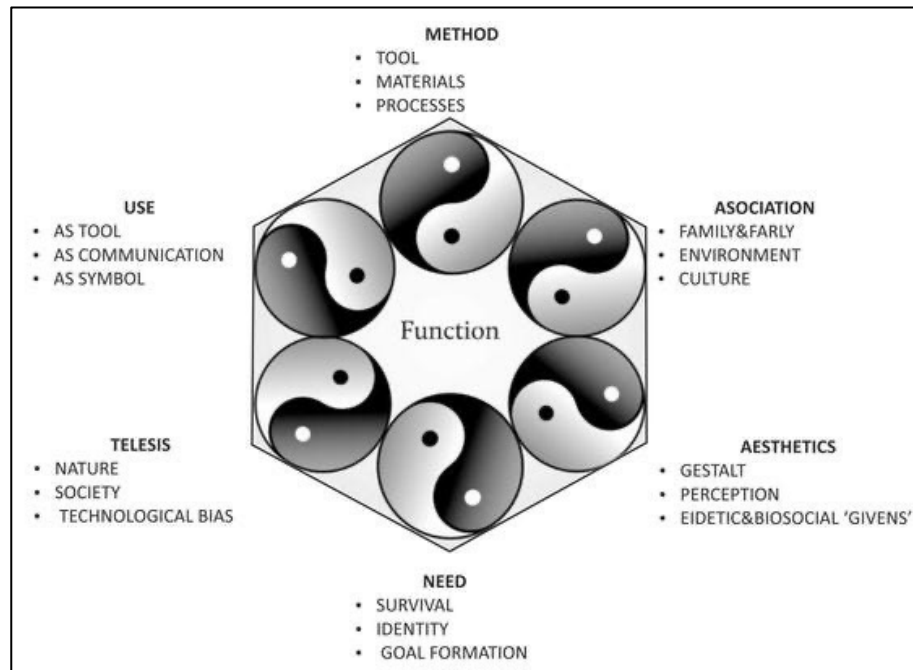 METHOD
• TOOL
• MATERIALS
• PROCESSES
USE
• AS TOOL
• AS COMMUNICATION
• AS SYMBOL
ASOCIATION
• FAMILY&FARLY
• ENVIRONMENT
• CULTURE
Function
TELESIS
• NATURE
• SOCIETY
• TECHNOLOGICAL BIAS
AESTHETICS
• GESTALT
• PERCEPTION
• EIDETIC&BIOSOCIAL ‘GIVENS’
NEED
• SURVIVAL
• IDENTITY
• GOAL FORMATION